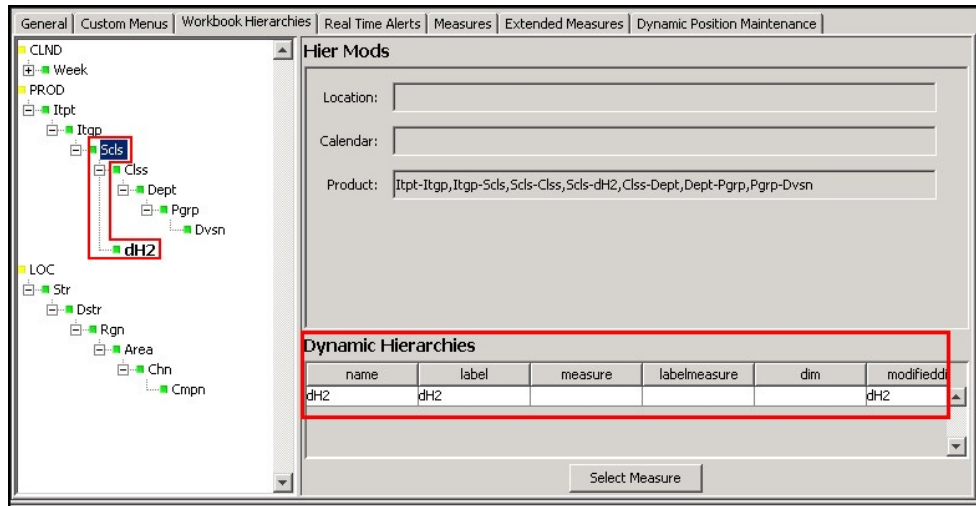 General Custom Menus Workbook Hierarchies Real Time Alerts Measures Extended Measures Dynamic Position Maintenance
CLND
Week
PROD
Itpt
Itgp
Scls
Clss
Dept
Pgrp
Dvsn
dH2
LOC
Str
Dstr
Rgn
Area
Chn
Cmpn
Hier Mods
Location:
Calendar:
Product: Itpt-Itgp,Itgp-Scls,Scls-Clss,Scls-dH2,Clss-Dept,Dept-Pgrp,Pgrp-Dvsn
Dynamic Hierarchies
name label measure labelmeasure dim modifieddi
dH2 dH2 dH2
Select Measure